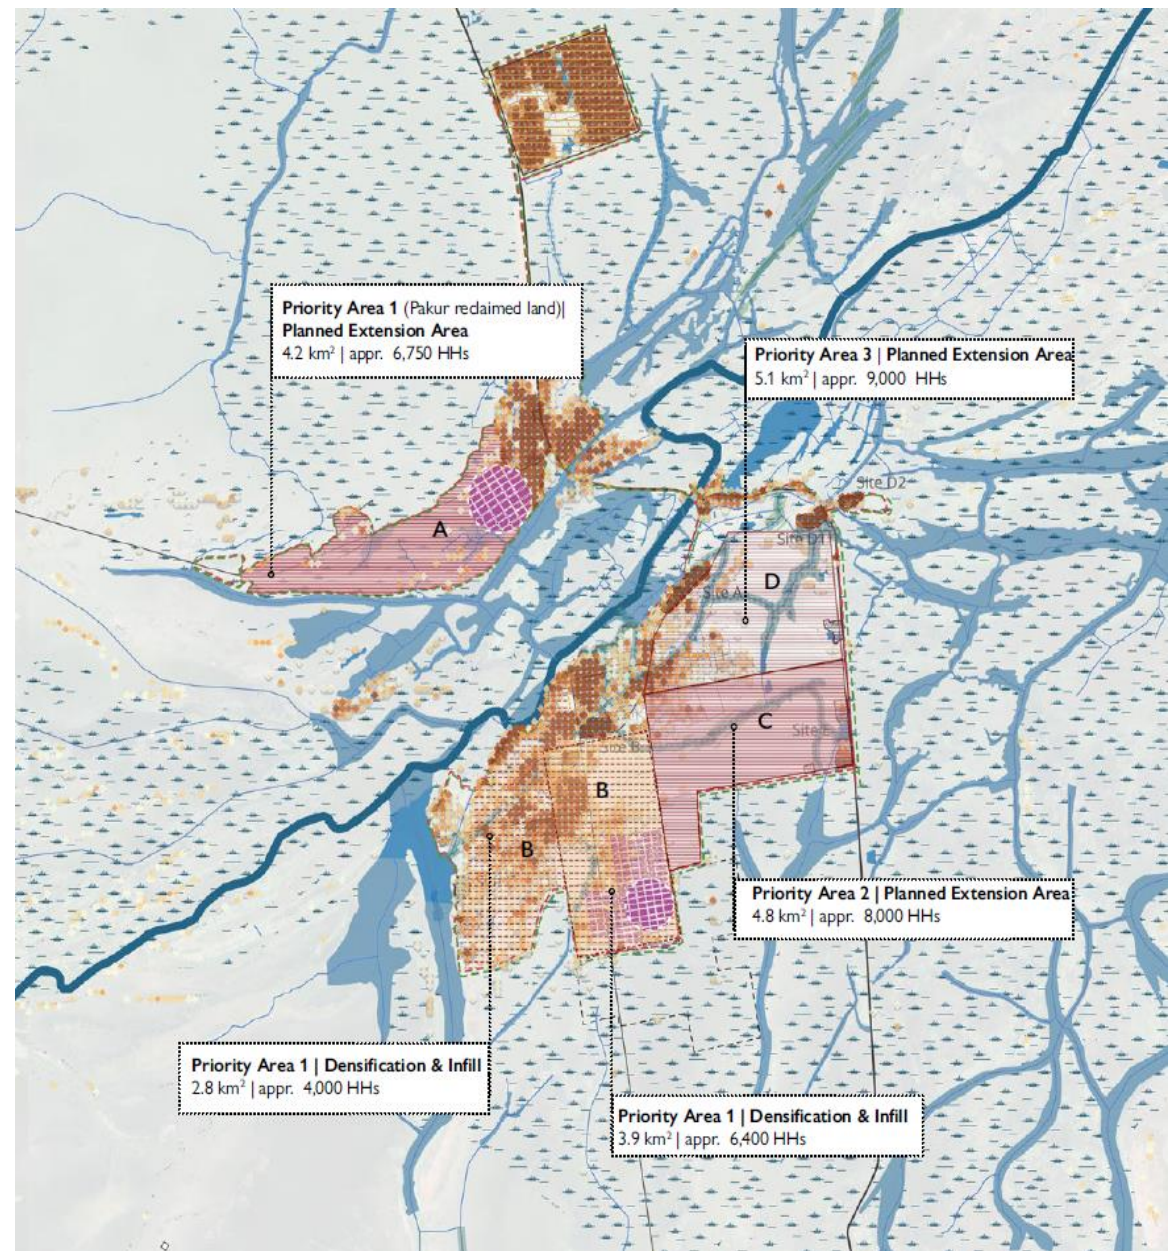 Priority Area 1 (Pakur reclaimed land)|
Planned Extension Area
4.2 km² | appr. 6,750 HHs
Priority Area 3 | Planned Extension Area
5.1 km² | appr. 9,000 HHs
Site D2
A
Site D1
D
Site A
C
Site E
Site B
B
B
Priority Area 2 | Planned Extension Area
4.8 km² | appr. 8,000 HHs
Priority Area 1 | Densification & Infill
2.8 km² | appr. 4,000 HHs
Priority Area 1 | Densification & Infill
3.9 km² | appr. 6,400 HHs